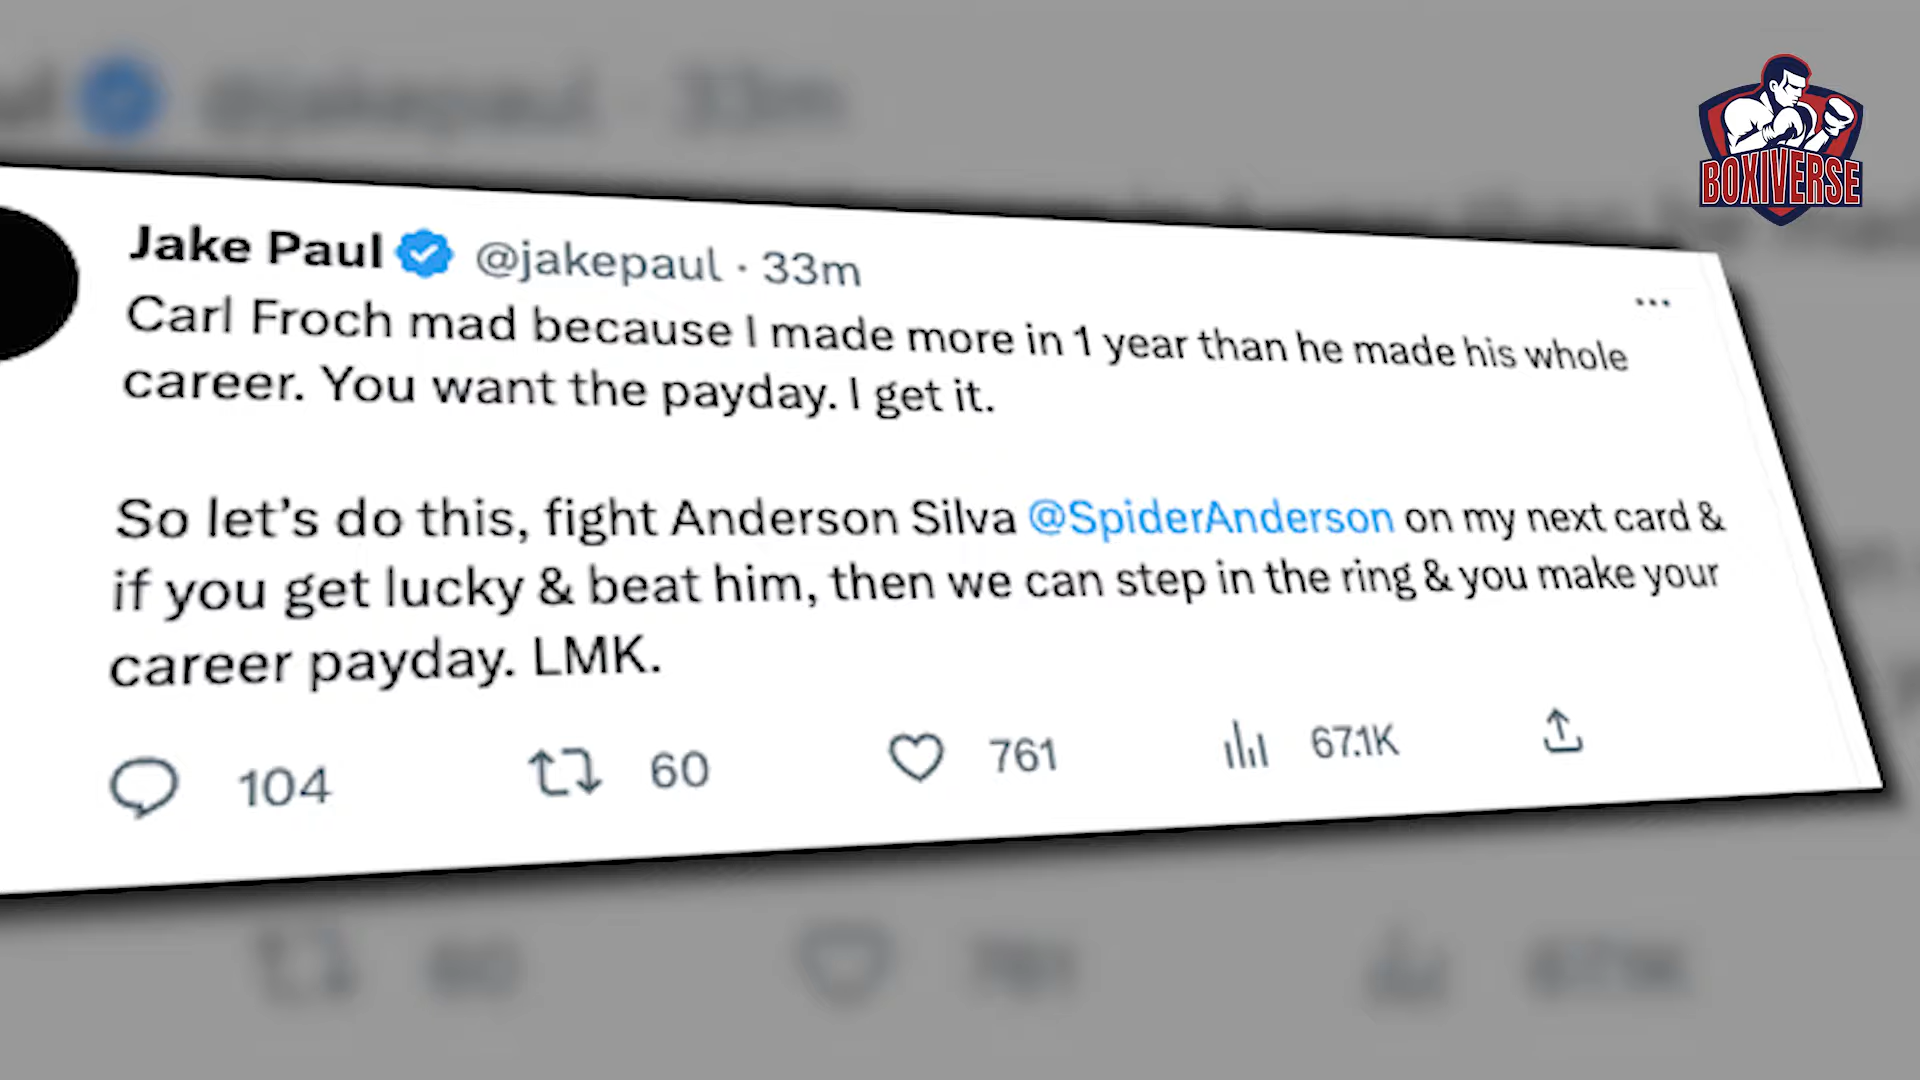 BOXIVERSE
Jake Paul @jakepaul · 33m
Carl Froch mad because I made more in 1 year than he made his whole
career. You want the payday. I get it.
So let's do this, fight Anderson Silva @SpiderAnderson on my next card &
if you get lucky & beat him, then we can step in the ring & you make your
career payday. LMK.
104 60 761 67.1K